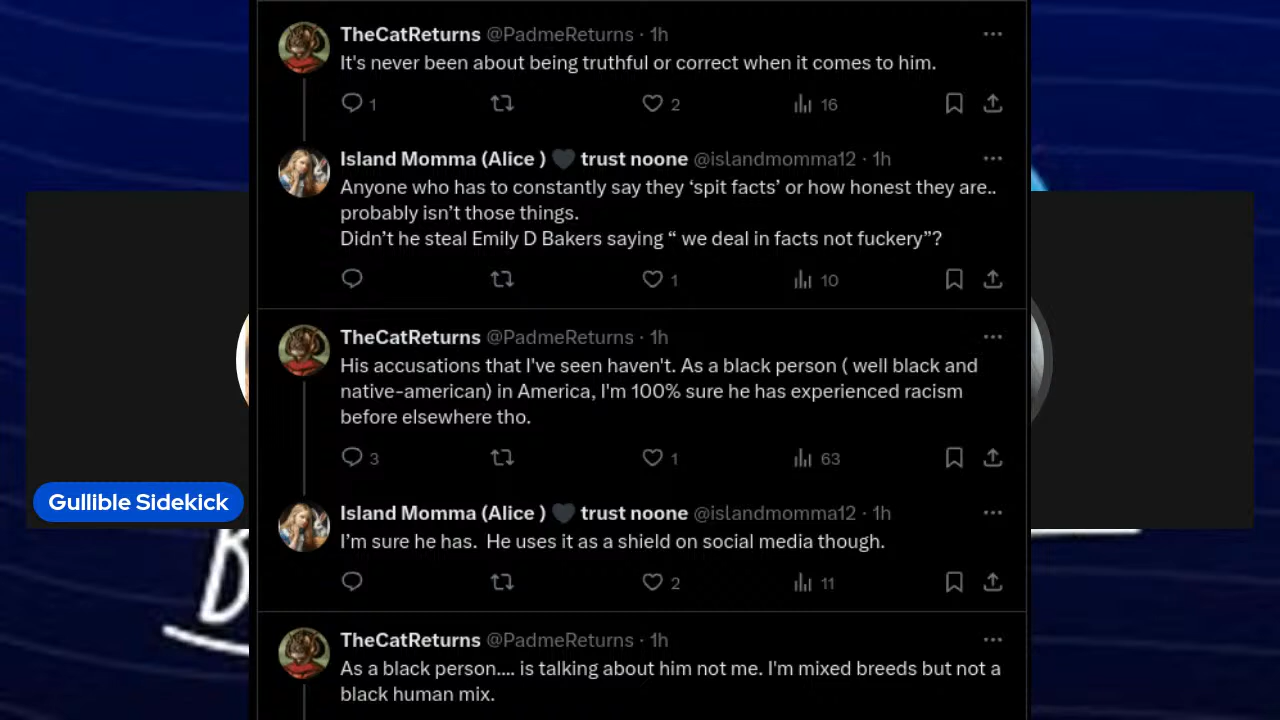 TheCatReturns @PadmeReturns · 1h
It's never been about being truthful or correct when it comes to him.
1 2 16
Island Momma (Alice ) 🖤 trust noone @islandmomma12 · 1h
Anyone who has to constantly say they ‘spit facts’ or how honest they are..
probably isn’t those things.
Didn’t he steal Emily D Bakers saying “ we deal in facts not fuckery”?
1 10
TheCatReturns @PadmeReturns · 1h
His accusations that I've seen haven't. As a black person ( well black and
native-american) in America, I'm 100% sure he has experienced racism
before elsewhere tho.
3 1 63
Gullible Sidekick
Island Momma (Alice ) 🖤 trust noone @islandmomma12 · 1h
I’m sure he has.  He uses it as a shield on social media though.
2 11
TheCatReturns @PadmeReturns · 1h
As a black person.... is talking about him not me. I'm mixed breeds but not a
black human mix.